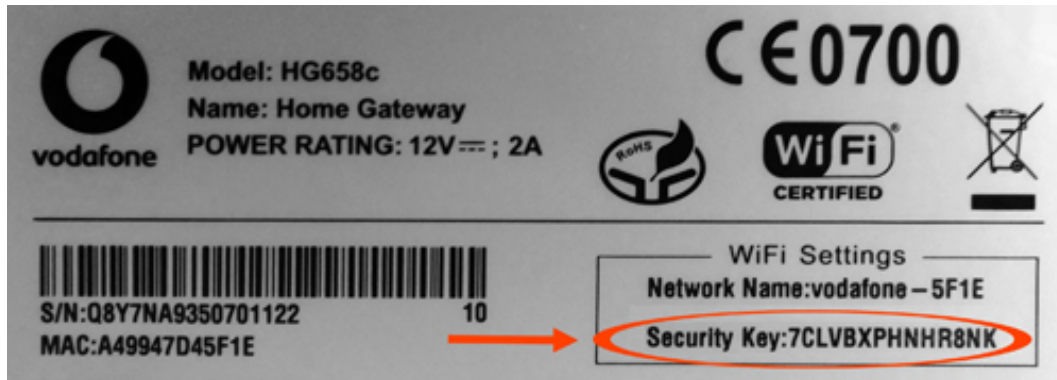 Model: HG658c
Name: Home Gateway
POWER RATING: 12V⎓ ; 2A
vodafone
CE0700
RoHS
WiFi®
CERTIFIED
S/N:Q8Y7NA9350701122 10
MAC:A49947D45F1E
WiFi Settings
Network Name:vodafone-5F1E
Security Key:7CLVBXPHNHR8NK